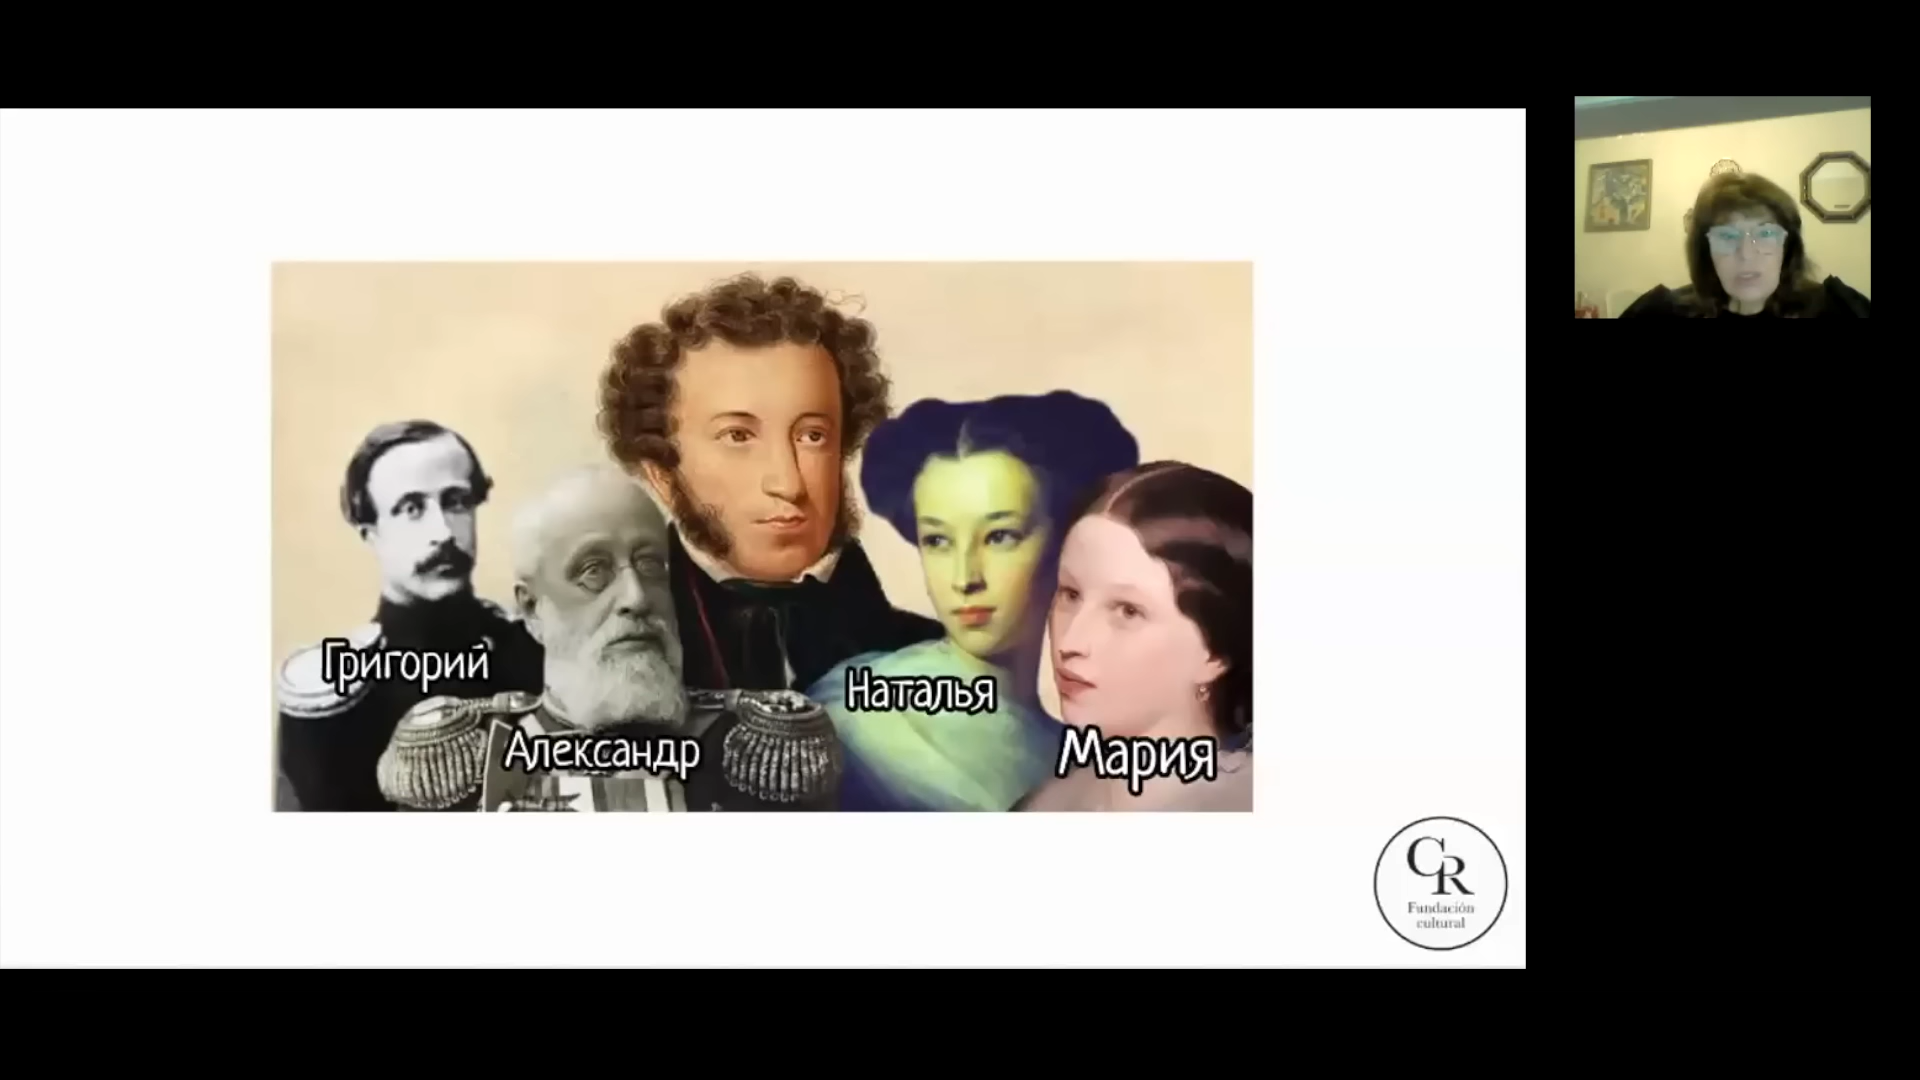 Григорий
Александр
Наталья
Мария
CR
Fundación
cultural